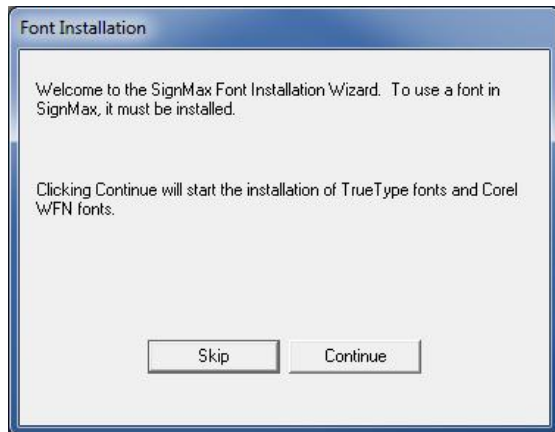 Font Installation
Welcome to the SignMax Font Installation Wizard. To use a font in
SignMax, it must be installed.
Clicking Continue will start the installation of TrueType fonts and Corel
WFN fonts.
Skip
Continue